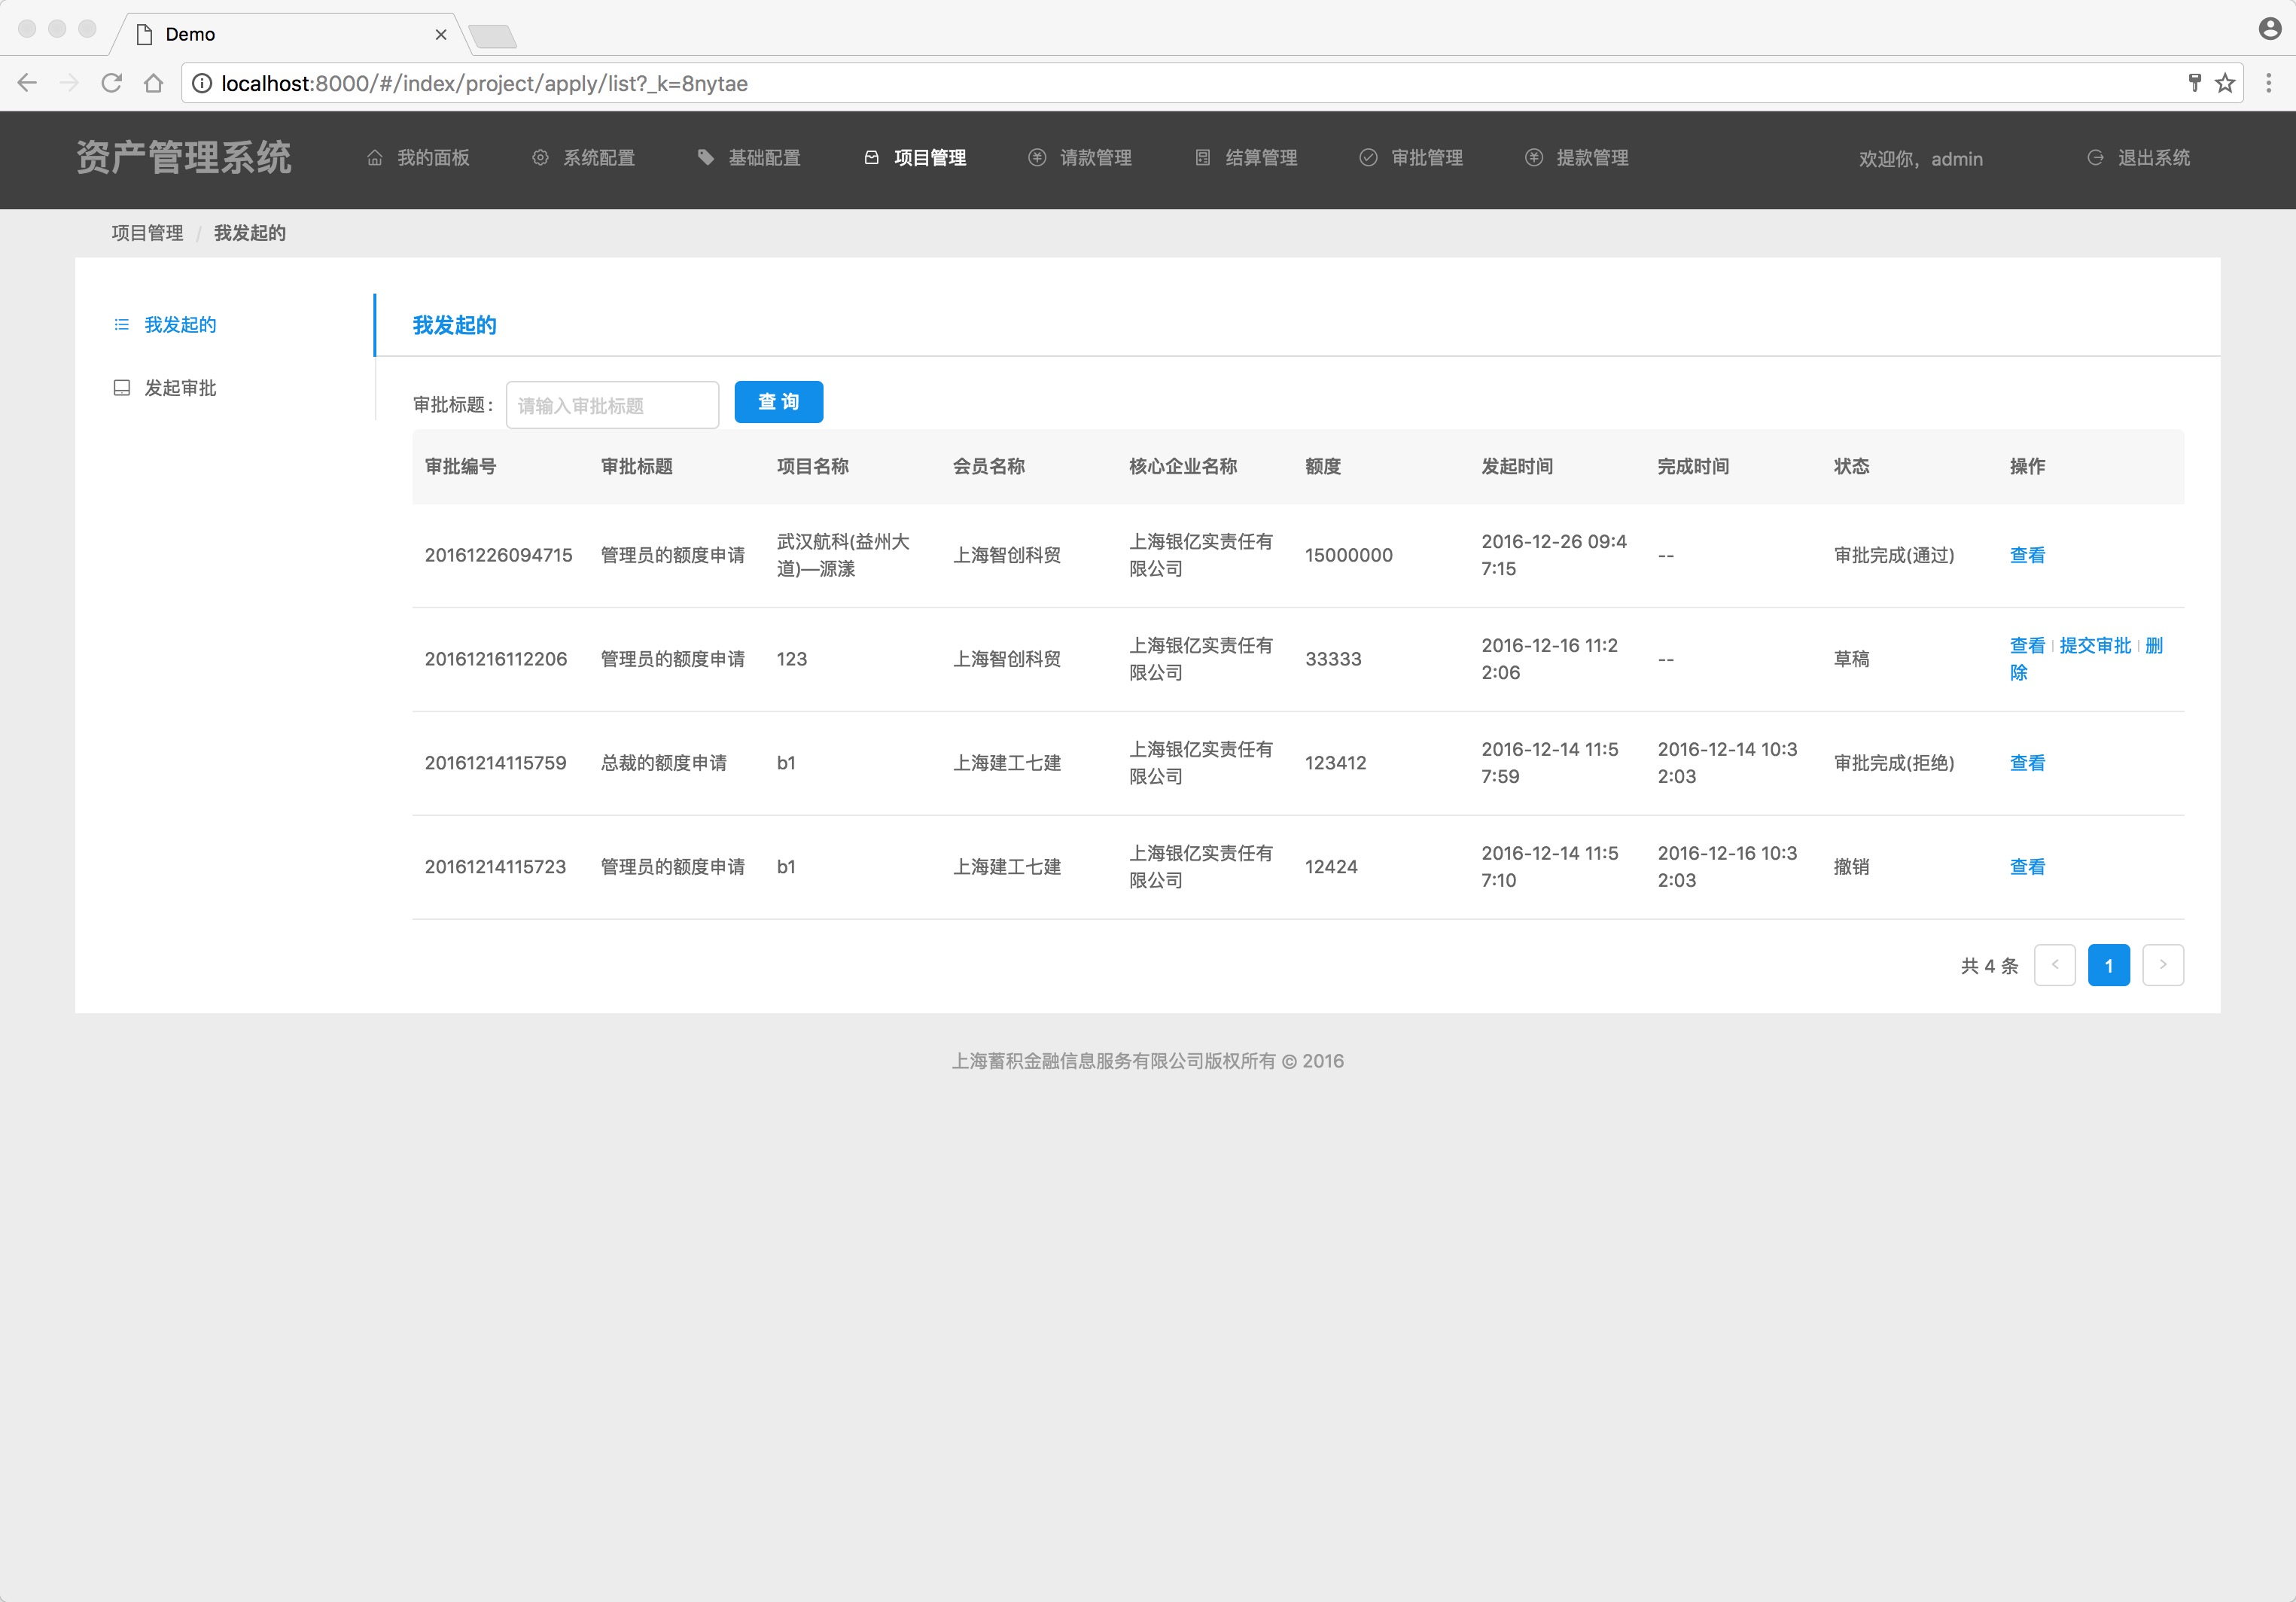 Demo
localhost:8000/#/index/project/apply/list?_k=8nytae
资产管理系统 我的面板 系统配置 基础配置 项目管理 请款管理 结算管理 审批管理 提款管理 欢迎你，admin 退出系统
项目管理 / 我发起的
我发起的
发起审批
我发起的
审批标题： 请输入审批标题 查 询
审批编号 审批标题 项目名称 会员名称 核心企业名称 额度 发起时间 完成时间 状态 操作
20161226094715 管理员的额度申请 武汉航科(益州大 上海智创科贸 上海银亿实责任有 15000000 2016-12-26 09:4 -- 审批完成(通过) 查看
道)—源漾 限公司 7:15
20161216112206 管理员的额度申请 123 上海智创科贸 上海银亿实责任有 33333 2016-12-16 11:2 -- 草稿 查看 | 提交审批 | 删
限公司 2:06 除
20161214115759 总裁的额度申请 b1 上海建工七建 上海银亿实责任有 123412 2016-12-14 11:5 2016-12-14 10:3 审批完成(拒绝) 查看
限公司 7:59 2:03
20161214115723 管理员的额度申请 b1 上海建工七建 上海银亿实责任有 12424 2016-12-14 11:5 2016-12-16 10:3 撤销 查看
限公司 7:10 2:03
共 4 条 < 1 >
上海蓄积金融信息服务有限公司版权所有 © 2016